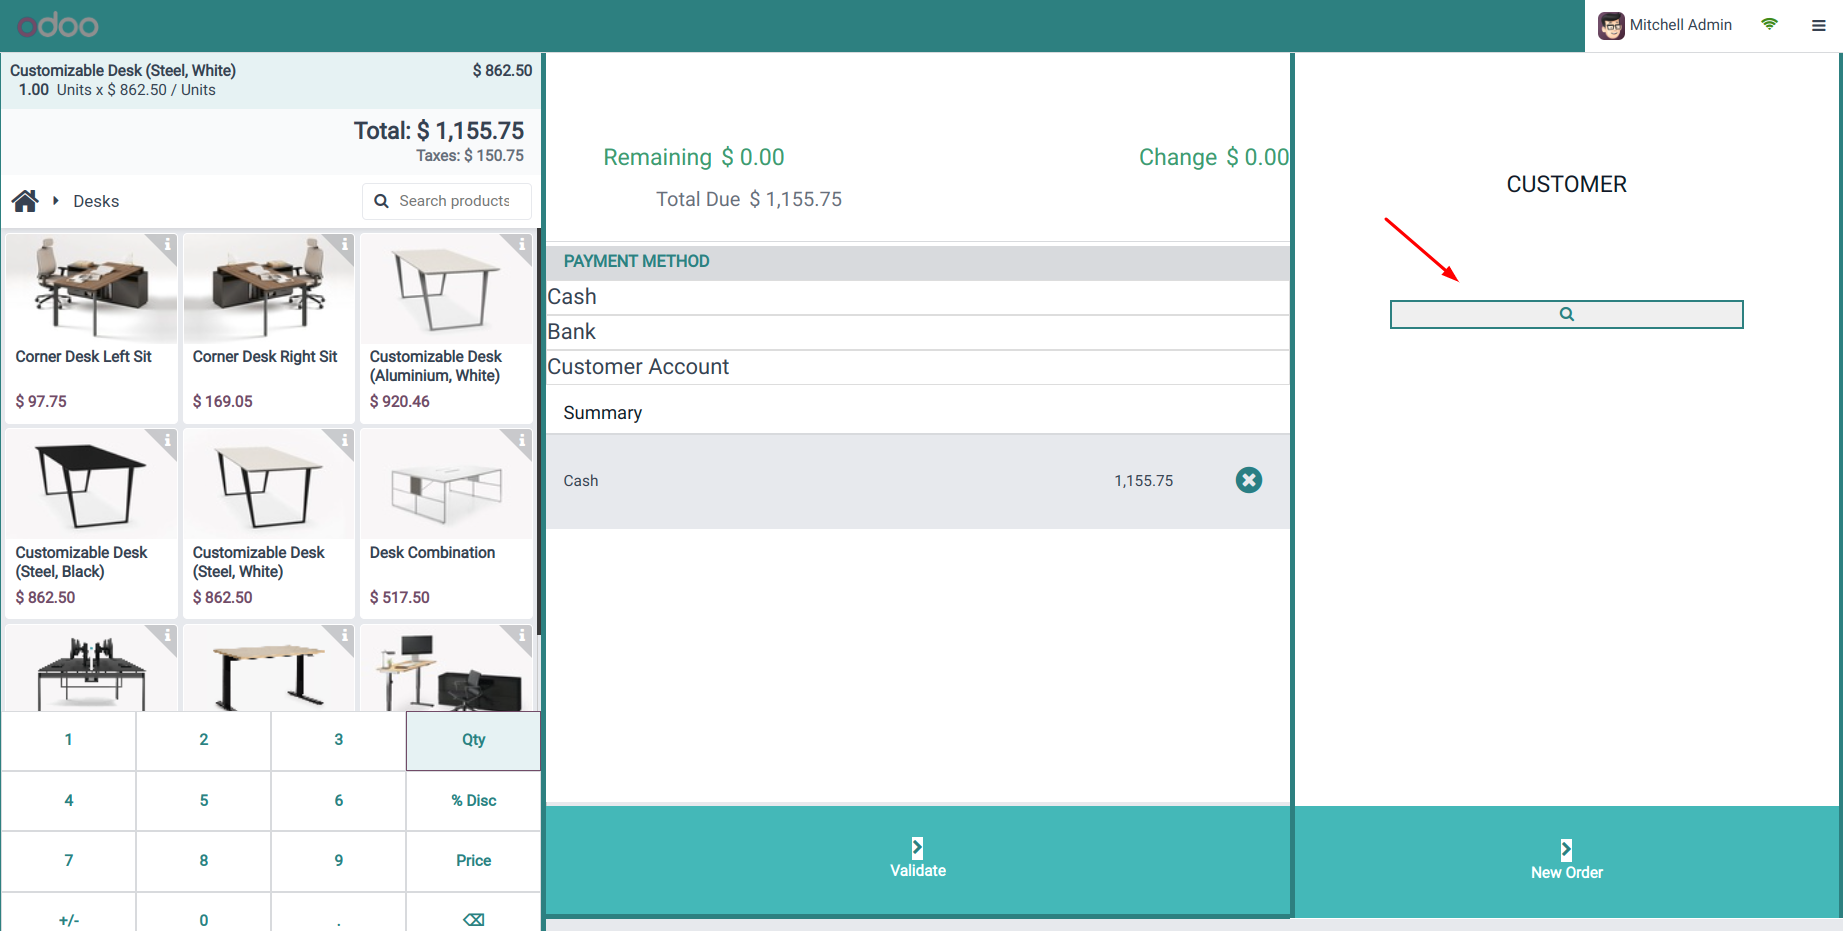 odoo
Mitchell Admin
Customizable Desk (Steel, White) $ 862.50
1.00 Units x $ 862.50 / Units
Total: $ 1,155.75
Taxes: $ 150.75
Desks
Search products
Corner Desk Left Sit
$ 97.75
Corner Desk Right Sit
$ 169.05
Customizable Desk
(Aluminium, White)
$ 920.46
Customizable Desk
(Steel, Black)
$ 862.50
Customizable Desk
(Steel, White)
$ 862.50
Desk Combination
$ 517.50
1 2 3 Qty
4 5 6 % Disc
7 8 9 Price
+/- 0 .
Remaining $ 0.00 Change $ 0.00
Total Due $ 1,155.75
PAYMENT METHOD
Cash
Bank
Customer Account
Summary
Cash 1,155.75
Validate
CUSTOMER
New Order